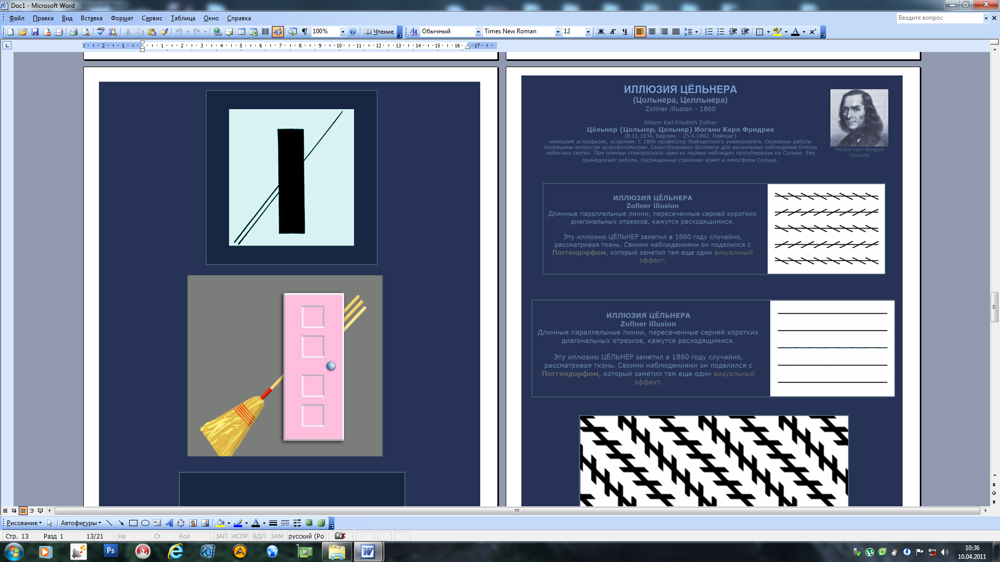 Doc1 - Microsoft Word
Файл Правка Вид Вставка Формат Сервис Таблица Окно Справка
Введите вопрос
100% Чтение Обычный Times New Roman 12 Ж К Ч
3 2 1 1 2 3 4 5 6 7 8 9 10 11 12 13 14 15 16 17
ИЛЛЮЗИЯ ЦЁЛЬНЕРА
(Цольнера, Целльнера)
Zollner illusion - 1860
Johann Karl Friedrich Zollner
Цёльнер (Цольнер, Цельнер) Иоганн Карл Фридрих
(8.11.1834, Берлин, - 25.4.1882, Лейпциг)
немецкий астрофизик, астроном. С 1866 профессор Лейпцигского университета. Основные работы
посвящены вопросам астрофотометрии. Сконструировал фотометр для визуальных наблюдений блеска
небесных светил. При помощи спектроскопа один из первых наблюдал протуберанцы на Солнце. Ему
принадлежат работы, посвященные строению комет и атмосферы Солнца.
Иоганн Карл Фридрих
Цёльнер
ИЛЛЮЗИЯ ЦЁЛЬНЕРА
Zollner illusion
Длинные параллельные линии, пересеченные серией коротких
диагональных отрезков, кажутся расходящимися.
Эту иллюзию ЦЁЛЬНЕР заметил в 1860 году случайно,
рассматривая ткань. Своими наблюдениями он поделился с
Поггендорфом, который заметил там еще один визуальный
эффект.
ИЛЛЮЗИЯ ЦЁЛЬНЕРА
Zollner illusion
Длинные параллельные линии, пересеченные серией коротких
диагональных отрезков, кажутся расходящимися.
Эту иллюзию ЦЁЛЬНЕР заметил в 1860 году случайно,
рассматривая ткань. Своими наблюдениями он поделился с
Поггендорфом, который заметил там еще один визуальный
эффект.
Рисование Автофигуры
Стр. 13 Разд 1 13/21 На Ст Кол ЗАП ИСПР ВДЛ ЗАМ русский (Ро
Ps
10:36
10.04.2011